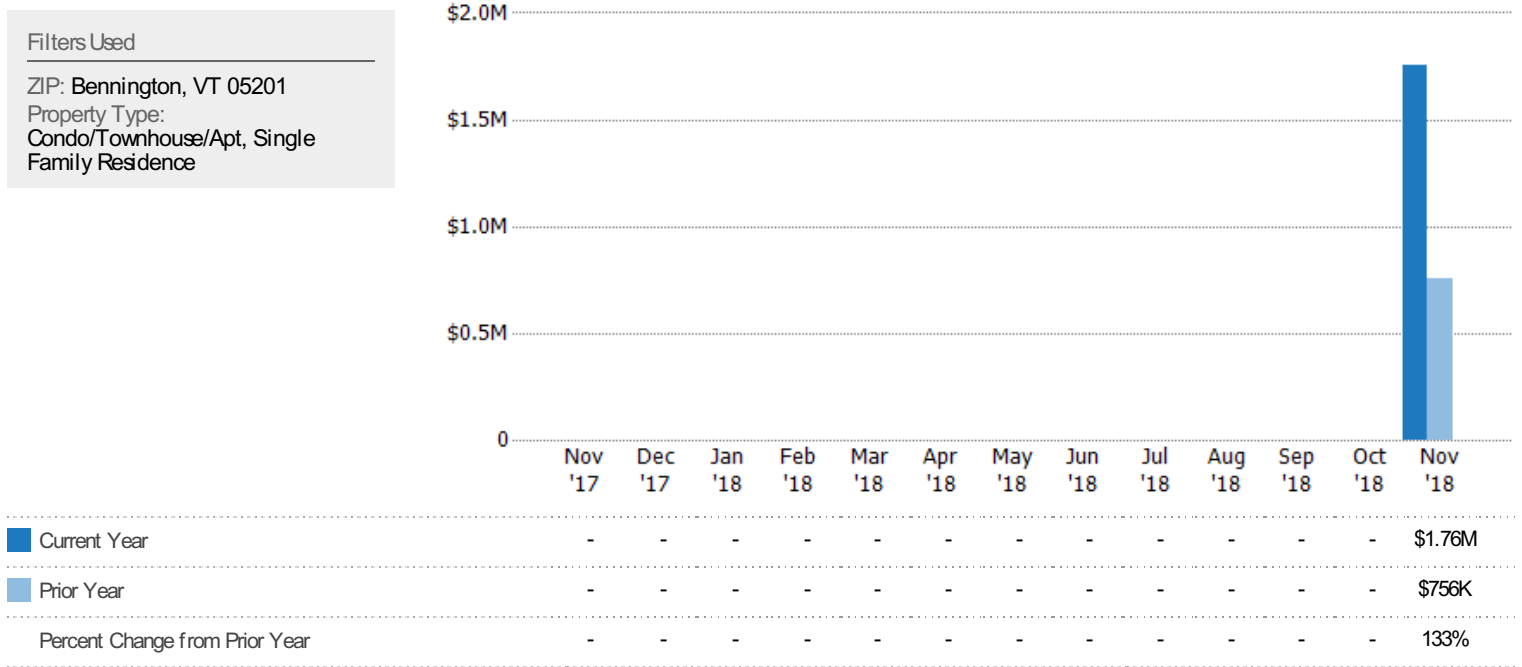 Filters Used
ZIP: Bennington, VT 05201
Property Type:
Condo/Townhouse/Apt, Single
Family Residence
$2.0M
$1.5M
$1.0M
$0.5M
0
Nov Dec Jan Feb Mar Apr May Jun Jul Aug Sep Oct Nov
'17 '17 '18 '18 '18 '18 '18 '18 '18 '18 '18 '18 '18
Current Year - - - - - - - - - - - - $1.76M
Prior Year - - - - - - - - - - - - $756K
Percent Change from Prior Year - - - - - - - - - - - - 133%